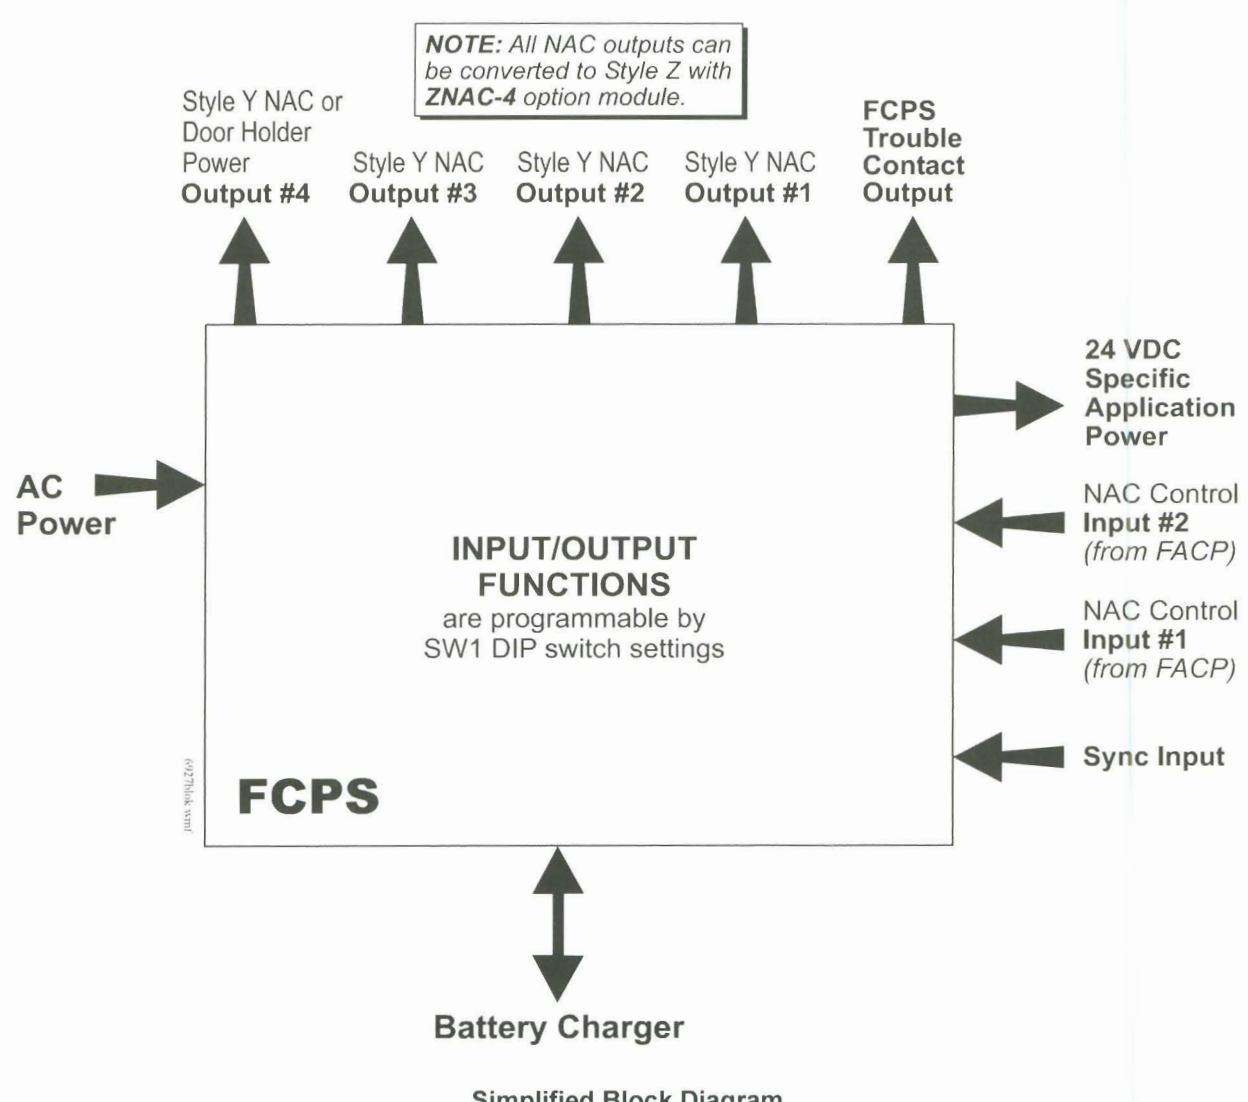 NOTE: All NAC outputs can
be converted to Style Z with
ZNAC-4 option module.
Style Y NAC or
Door Holder
Power
Output #4
Style Y NAC
Output #3
Style Y NAC
Output #2
Style Y NAC
Output #1
FCPS
Trouble
Contact
Output
24 VDC
Specific
Application
Power
AC
Power
NAC Control
Input #2
(from FACP)
INPUT/OUTPUT
FUNCTIONS
are programmable by
SW1 DIP switch settings
NAC Control
Input #1
(from FACP)
Sync Input
6927blok.wmf
FCPS
Battery Charger
Simplified Block Diagram